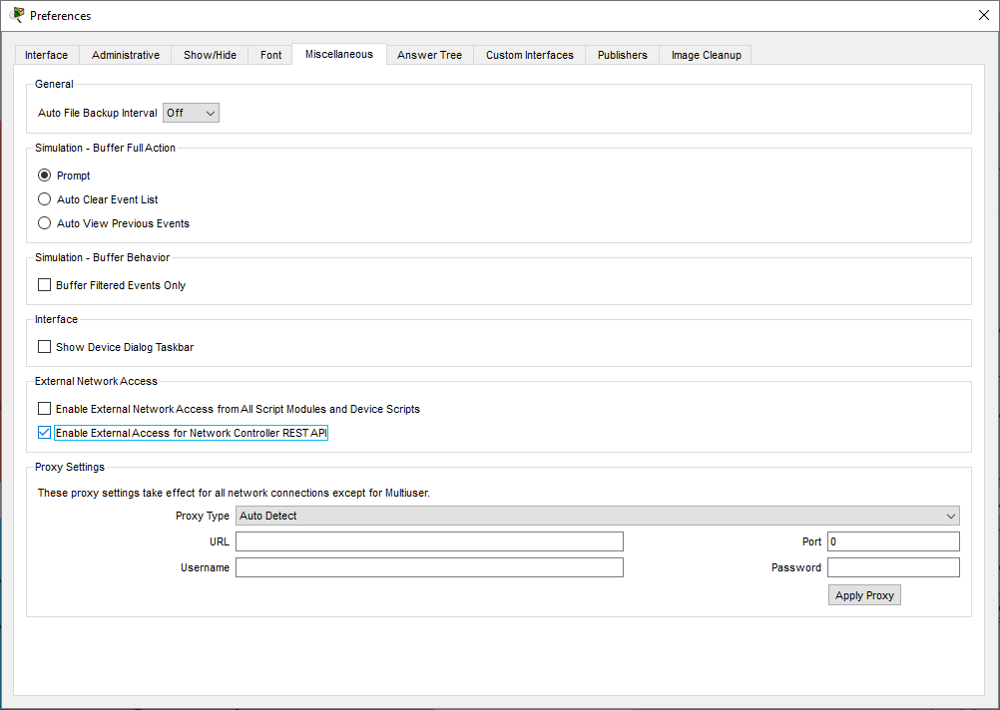 Preferences
Interface Administrative Show/Hide Font Miscellaneous Answer Tree Custom Interfaces Publishers Image Cleanup
General
Auto File Backup Interval Off
Simulation - Buffer Full Action
Prompt
Auto Clear Event List
Auto View Previous Events
Simulation - Buffer Behavior
Buffer Filtered Events Only
Interface
Show Device Dialog Taskbar
External Network Access
Enable External Network Access from All Script Modules and Device Scripts
Enable External Access for Network Controller REST API
Proxy Settings
These proxy settings take effect for all network connections except for Multiuser.
Proxy Type Auto Detect
URL Port 0
Username Password
Apply Proxy